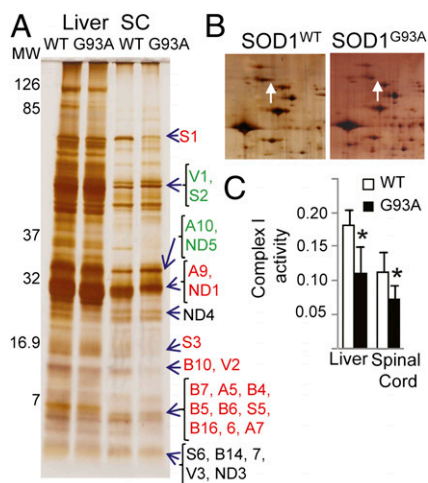 A
Liver SC
WT G93A WT G93A
MW
126
85
37
32
16.9
7
S1
V1,
S2
A10,
ND5
A9,
ND1
ND4
S3
B10, V2
B7, A5, B4,
B5, B6, S5,
B16, 6, A7
S6, B14, 7,
V3, ND3
B
SOD1WT SOD1G93A
C
WT
G93A
Complex I
activity
0.20
0.15
0.10
0.05
*
*
Liver Spinal
Cord